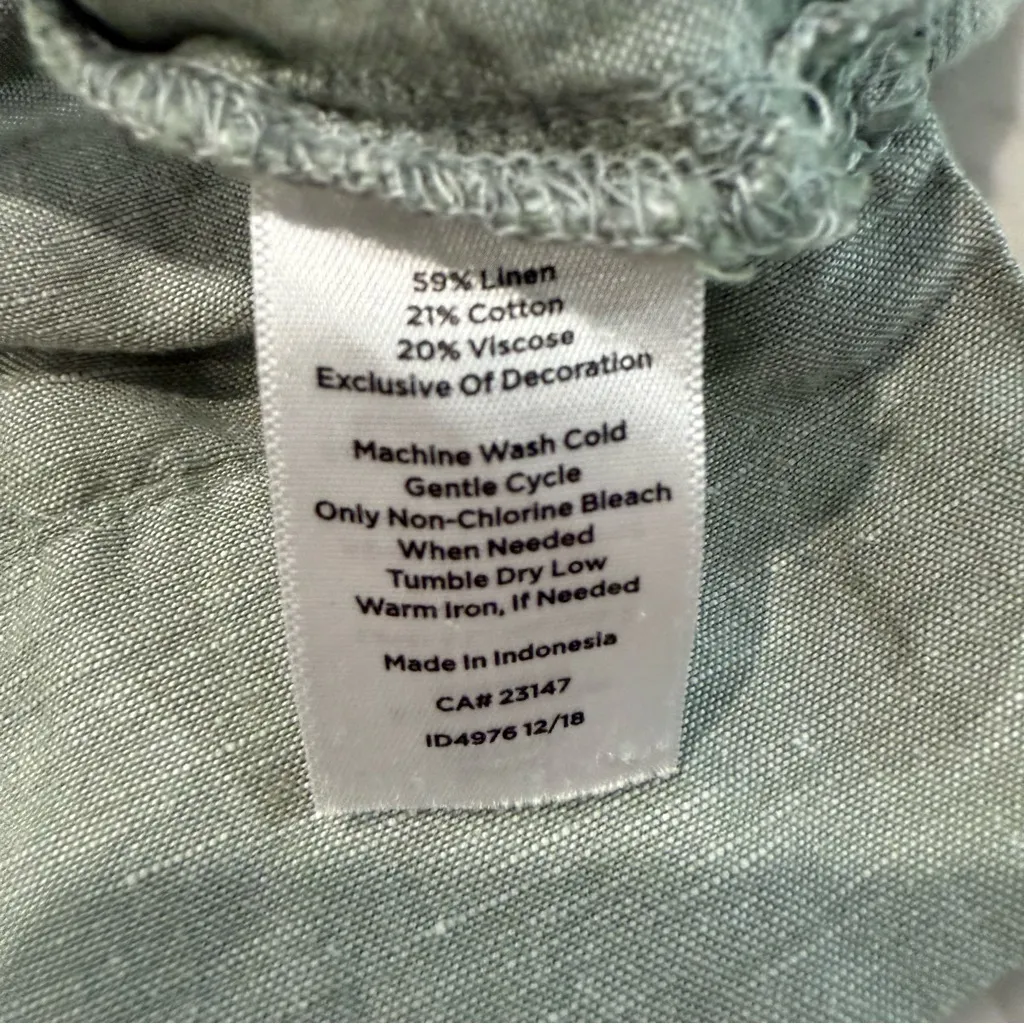 59% Linen
21% Cotton
20% Viscose
Exclusive Of Decoration
Machine Wash Cold
Gentle Cycle
Only Non-Chlorine Bleach
When Needed
Tumble Dry Low
Warm Iron, If Needed
Made In Indonesia
CA# 23147
ID4976 12/18